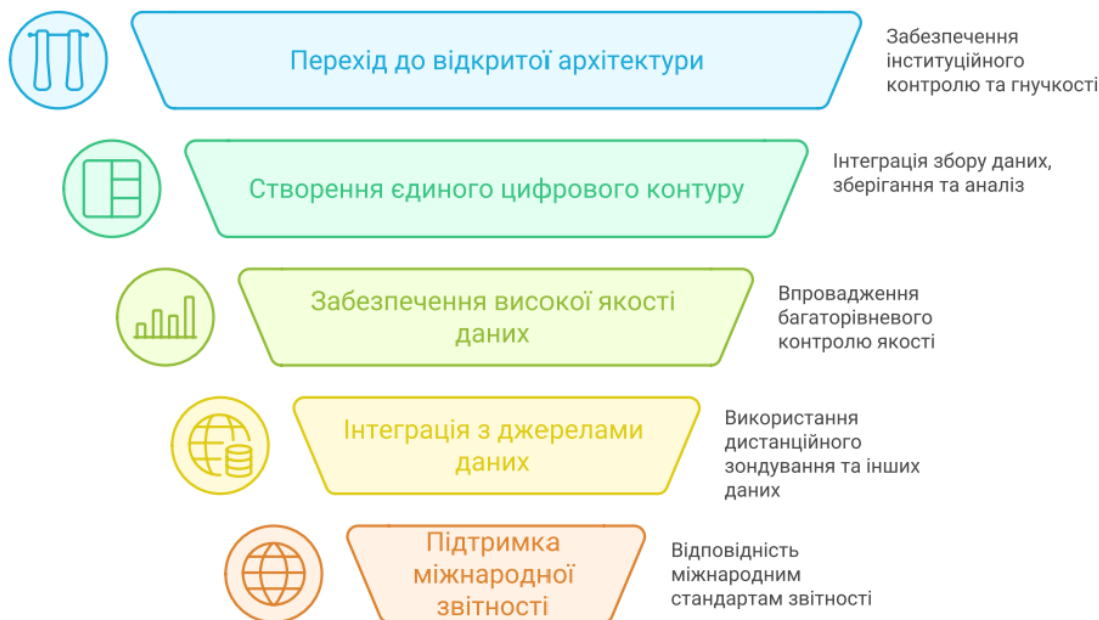 Перехід до відкритої архітектури
Забезпечення
інституційного
контролю та гнучкості
Створення єдиного цифрового контуру
Інтеграція збору даних,
зберігання та аналіз
Забезпечення високої якості
даних
Впровадження
багаторівневого
контролю якості
Інтеграція з джерелами
даних
Використання
дистанційного
зондування та інших
даних
Підтримка
міжнародної
звітності
Відповідність
міжнародним
стандартам звітності